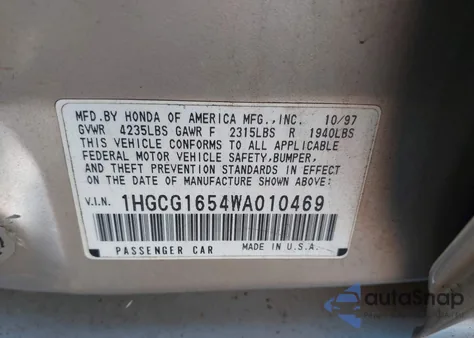 MFD.BY HONDA OF AMERICA MFG.,INC. 10/97
GVWR 4235LBS GAWR F 2315LBS R 1940LBS
THIS VEHICLE CONFORMS TO ALL APPLICABLE
FEDERAL MOTOR VEHICLE SAFETY,BUMPER,
AND THEFT PREVENTION STANDARDS IN EFFECT
ON THE DATE OF MANUFACTURE SHOWN ABOVE:
V.I.N. 1HGCG1654WA010469
PASSENGER CAR MADE IN U.S.A.
autoSnap